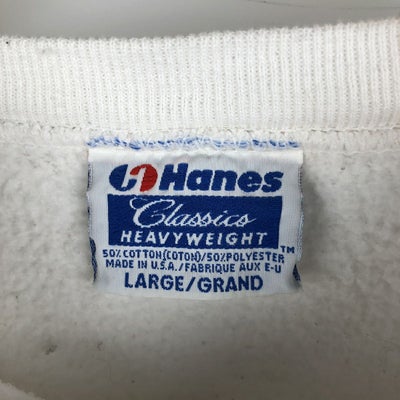 Hanes
Classics
HEAVYWEIGHT
™
50% COTTON(COTON)/50% POLYESTER
MADE IN U.S.A./FABRIQUE AUX E-U
LARGE/GRAND